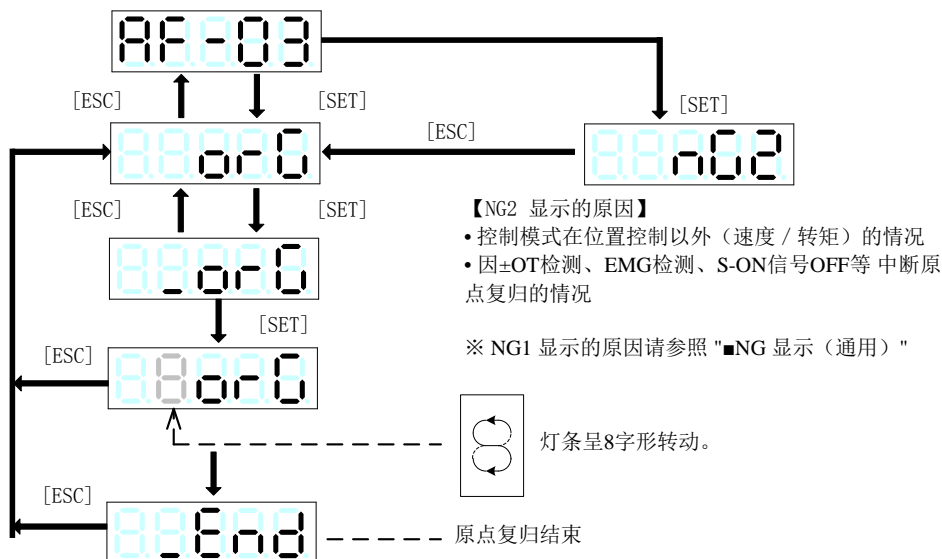 AF-03
[ESC]
[SET]
[SET]
orG
[ESC]
nG2
[ESC]
[SET]
【NG2 显示的原因】
• 控制模式在位置控制以外（速度／转矩）的情况
• 因±OT检测、EMG检测、S-ON信号OFF等 中断原
点复归的情况
_orG
[SET]
※ NG1 显示的原因请参照 "■NG 显示（通用）"
[ESC]
8orG
灯条呈8字形转动。
[ESC]
_End
原点复归结束